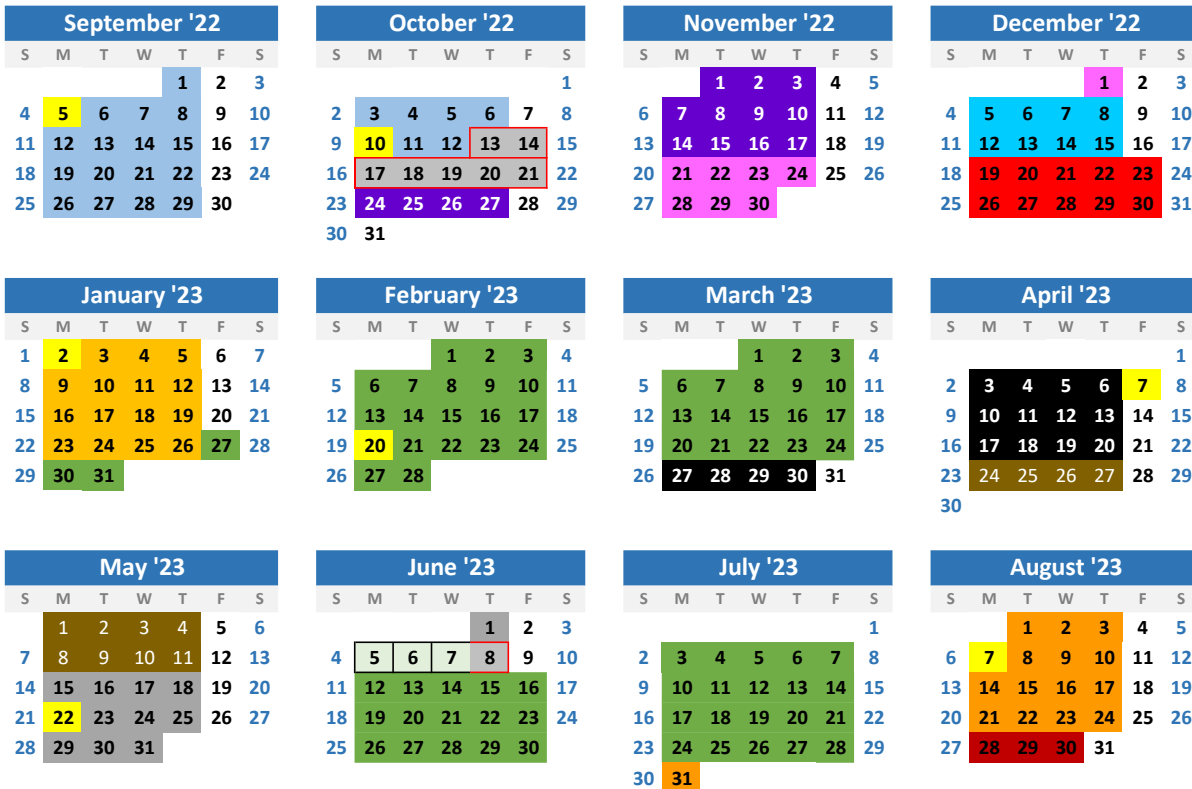 September '22 October '22 November '22 December '22
S M T W T F S S M T W T F S S M T W T F S S M T W T F S
1 2 3 1 1 2 3 4 5 1 2 3
4 5 6 7 8 9 10 2 3 4 5 6 7 8 6 7 8 9 10 11 12 4 5 6 7 8 9 10
11 12 13 14 15 16 17 9 10 11 12 13 14 15 13 14 15 16 17 18 19 11 12 13 14 15 16 17
18 19 20 21 22 23 24 16 17 18 19 20 21 22 20 21 22 23 24 25 26 18 19 20 21 22 23 24
25 26 27 28 29 30 23 24 25 26 27 28 29 27 28 29 30 25 26 27 28 29 30 31
30 31
January '23 February '23 March '23 April '23
S M T W T F S S M T W T F S S M T W T F S S M T W T F S
1 2 3 4 5 6 7 1 2 3 4 1 2 3 4 1
8 9 10 11 12 13 14 5 6 7 8 9 10 11 5 6 7 8 9 10 11 2 3 4 5 6 7 8
15 16 17 18 19 20 21 12 13 14 15 16 17 18 12 13 14 15 16 17 18 9 10 11 12 13 14 15
22 23 24 25 26 27 28 19 20 21 22 23 24 25 19 20 21 22 23 24 25 16 17 18 19 20 21 22
29 30 31 26 27 28 26 27 28 29 30 31 23 24 25 26 27 28 29
30
May '23 June '23 July '23 August '23
S M T W T F S S M T W T F S S M T W T F S S M T W T F S
1 2 3 4 5 6 1 2 3 1 1 2 3 4 5
7 8 9 10 11 12 13 4 5 6 7 8 9 10 2 3 4 5 6 7 8 6 7 8 9 10 11 12
14 15 16 17 18 19 20 11 12 13 14 15 16 17 9 10 11 12 13 14 15 13 14 15 16 17 18 19
21 22 23 24 25 26 27 18 19 20 21 22 23 24 16 17 18 19 20 21 22 20 21 22 23 24 25 26
28 29 30 31 25 26 27 28 29 30 23 24 25 26 27 28 29 27 28 29 30 31
30 31